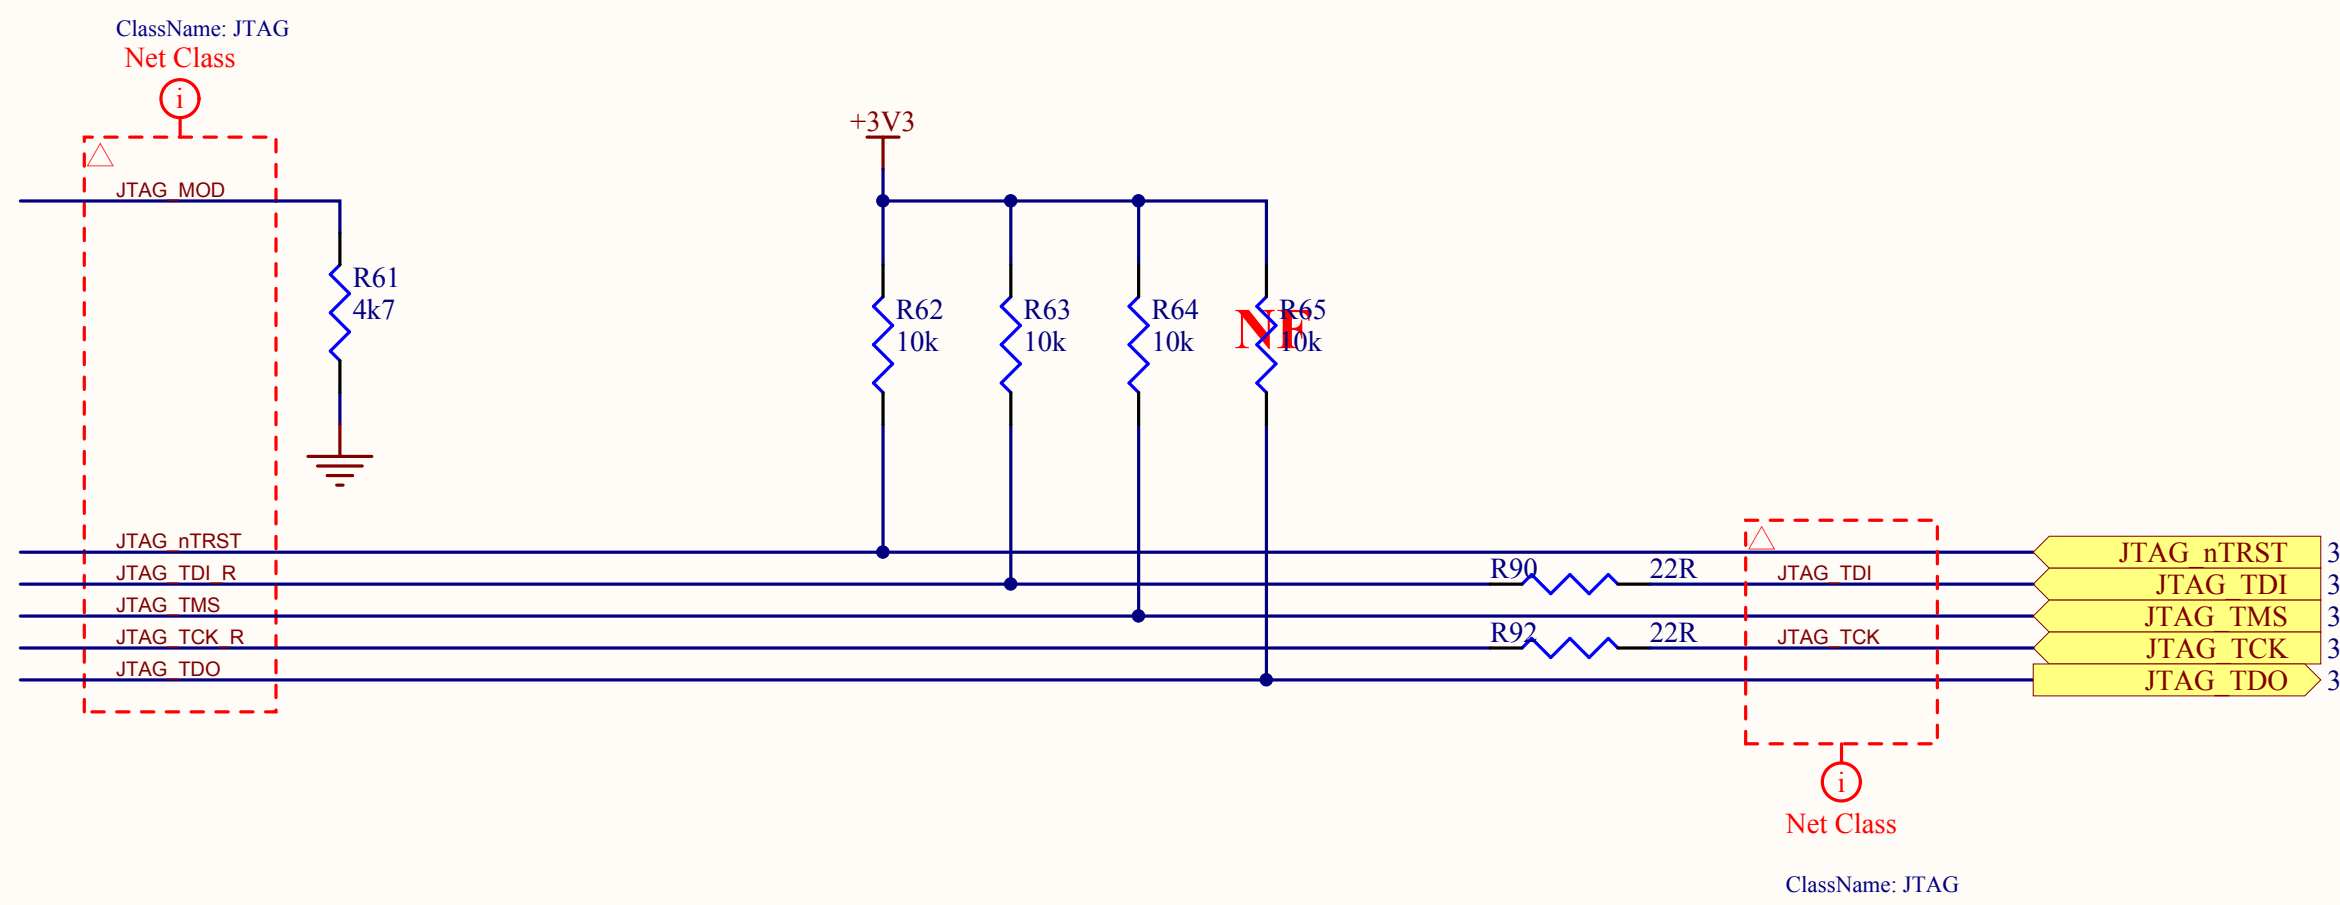 ClassName: JTAG
Net Class
i
+3V3
JTAG_MOD
R61
4k7
R62
10k
R63
10k
R64
10k
R65
10k
NF
JTAG_nTRST
JTAG_TDI_R
JTAG_TMS
JTAG_TCK_R
JTAG_TDO
R90
22R
JTAG_TDI
R92
22R
JTAG_TCK
JTAG_nTRST 3
JTAG_TDI 3
JTAG_TMS 3
JTAG_TCK 3
JTAG_TDO 3
i
Net Class
ClassName: JTAG